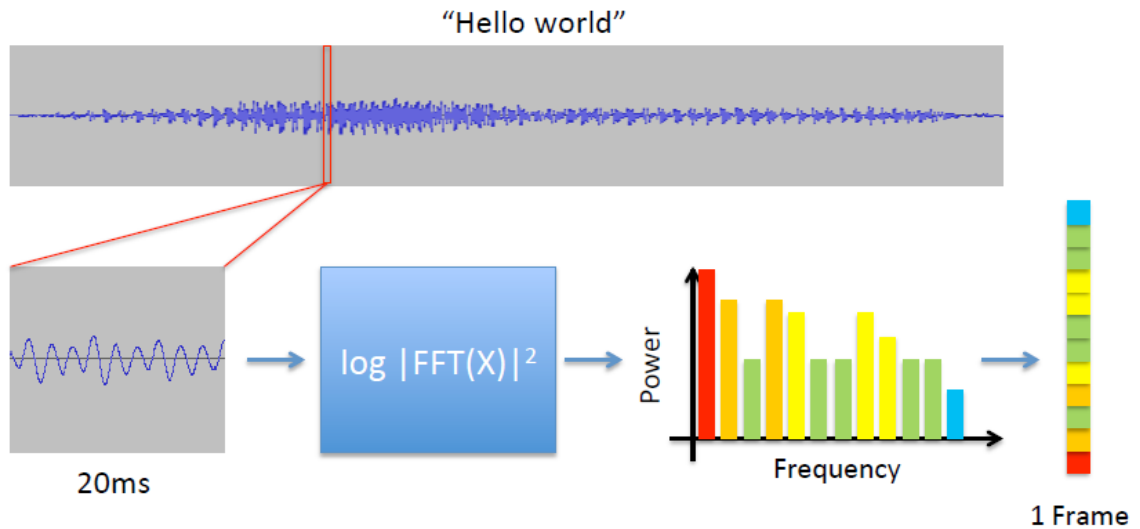 “Hello world”
20ms
log |FFT(X)|²
Power
Frequency
1 Frame